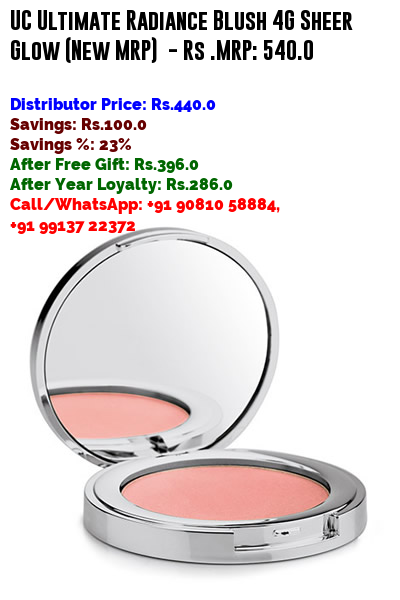 UC Ultimate Radiance Blush 4G Sheer
Glow (New MRP) - Rs .MRP: 540.0
Distributor Price: Rs.440.0
Savings: Rs.100.0
Savings %: 23%
After Free Gift: Rs.396.0
After Year Loyalty: Rs.286.0
Call/WhatsApp: +91 90810 58884,
+91 99137 22372